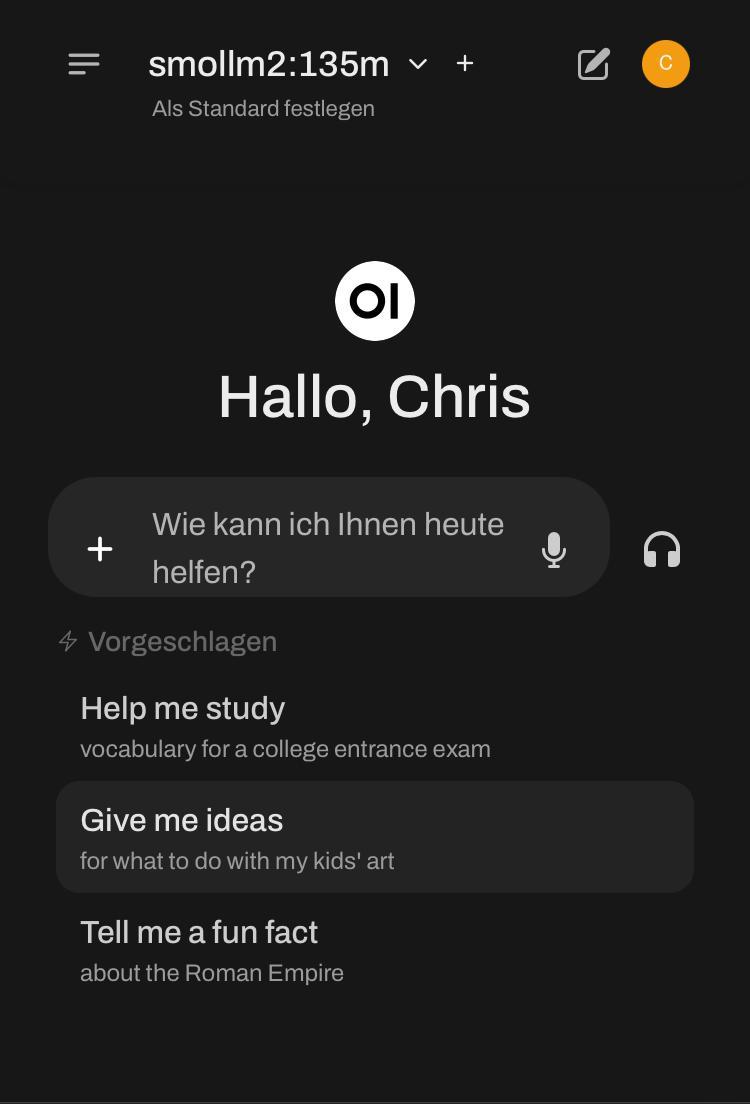 smollm2:135m
C
Als Standard festlegen
OI
Hallo, Chris
Wie kann ich Ihnen heute
helfen?
Vorgeschlagen
Help me study
vocabulary for a college entrance exam
Give me ideas
for what to do with my kids' art
Tell me a fun fact
about the Roman Empire